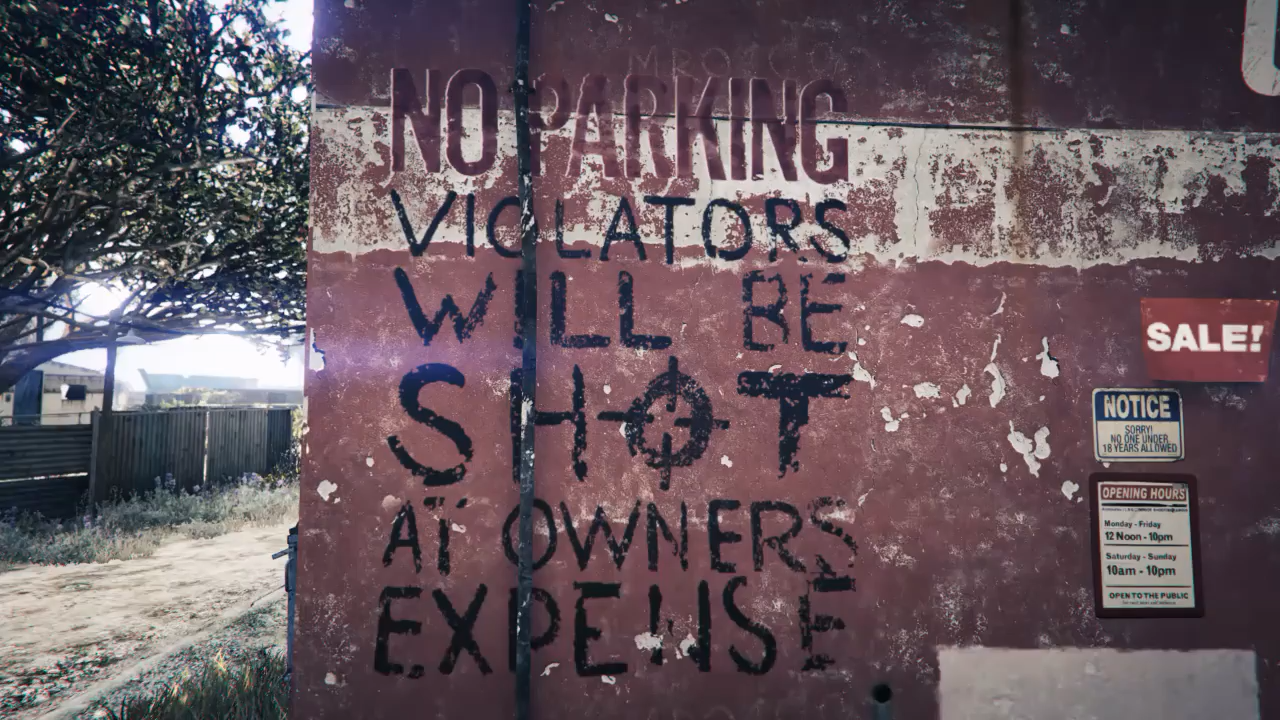 NO PARKING
VIOLATORS
WILL BE
SHOT
AT OWNERS
EXPENSE
SALE!
NOTICE
SORRY!
NO ONE UNDER
18 YEARS ALLOWED
OPENING HOURS
Monday - Friday
12 Noon - 10pm
Saturday - Sunday
10am - 10pm
OPEN TO THE PUBLIC